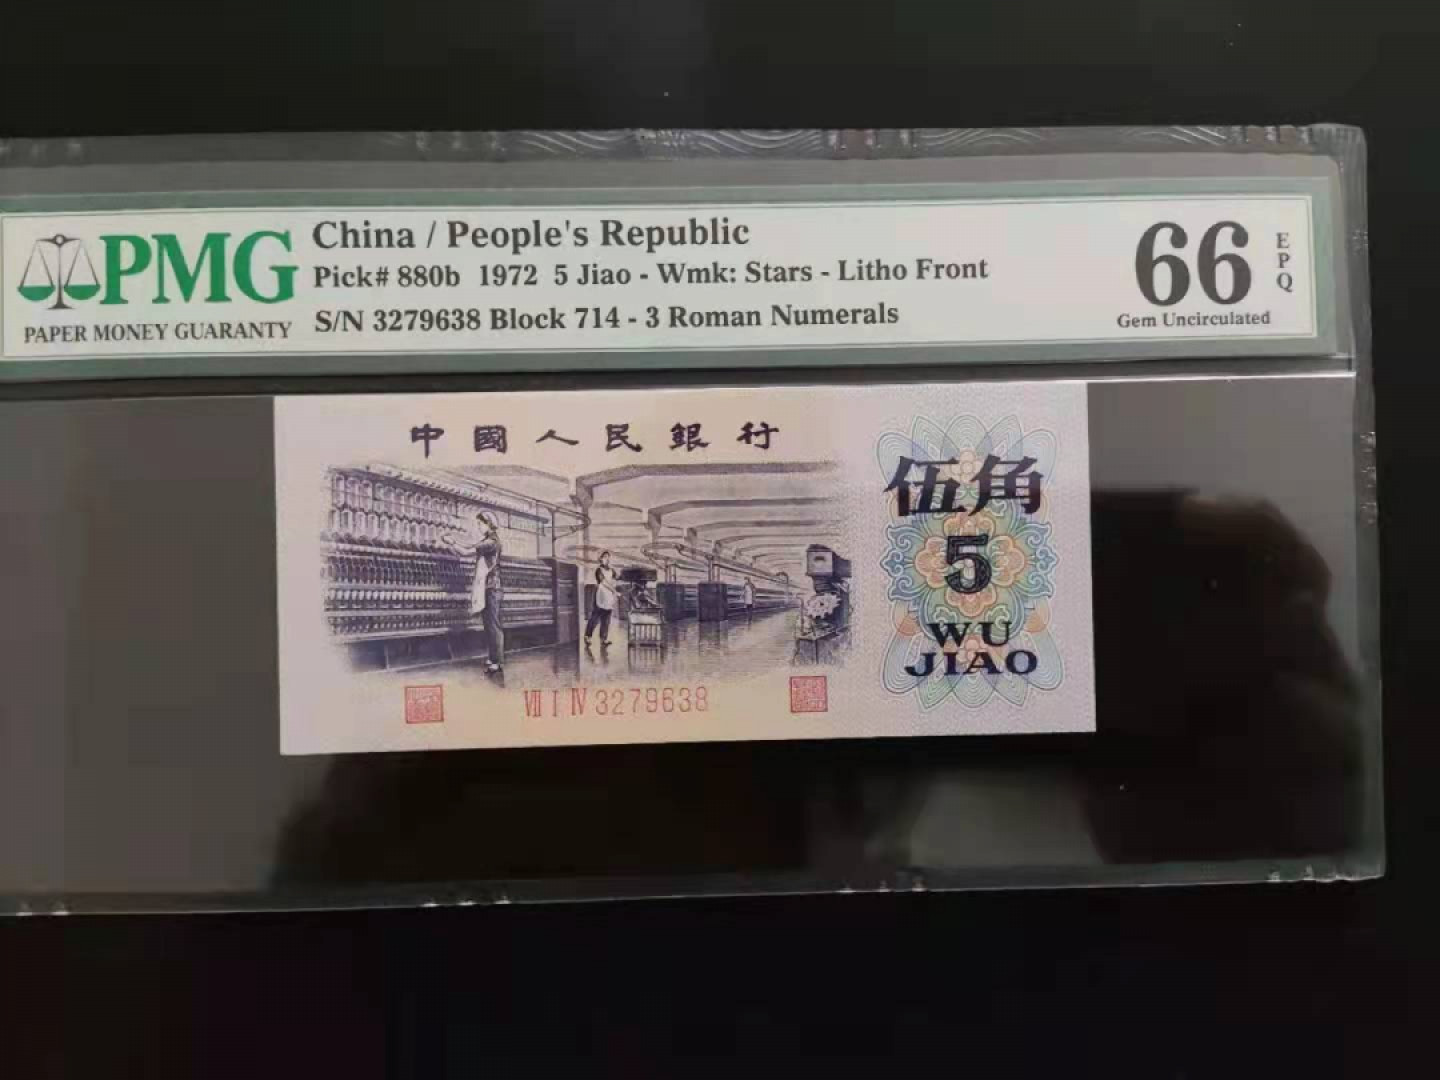 PMG
PAPER MONEY GUARANTY
China / People's Republic
Pick# 880b 1972 5 Jiao - Wmk: Stars - Litho Front
S/N 3279638 Block 714 - 3 Roman Numerals
66
EPQ
Gem Uncirculated
中國人民銀行
伍角
5
WU
JIAO
VII I IV 3279638